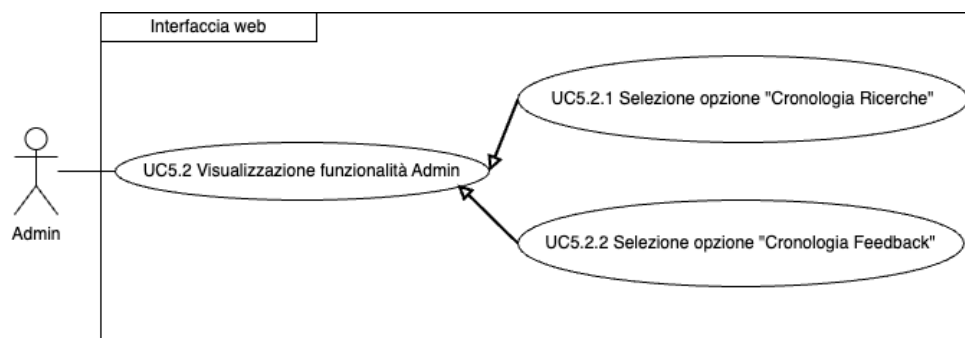 Interfaccia web
UC5.2.1 Selezione opzione "Cronologia Ricerche"
UC5.2 Visualizzazione funzionalità Admin
Admin
UC5.2.2 Selezione opzione "Cronologia Feedback"